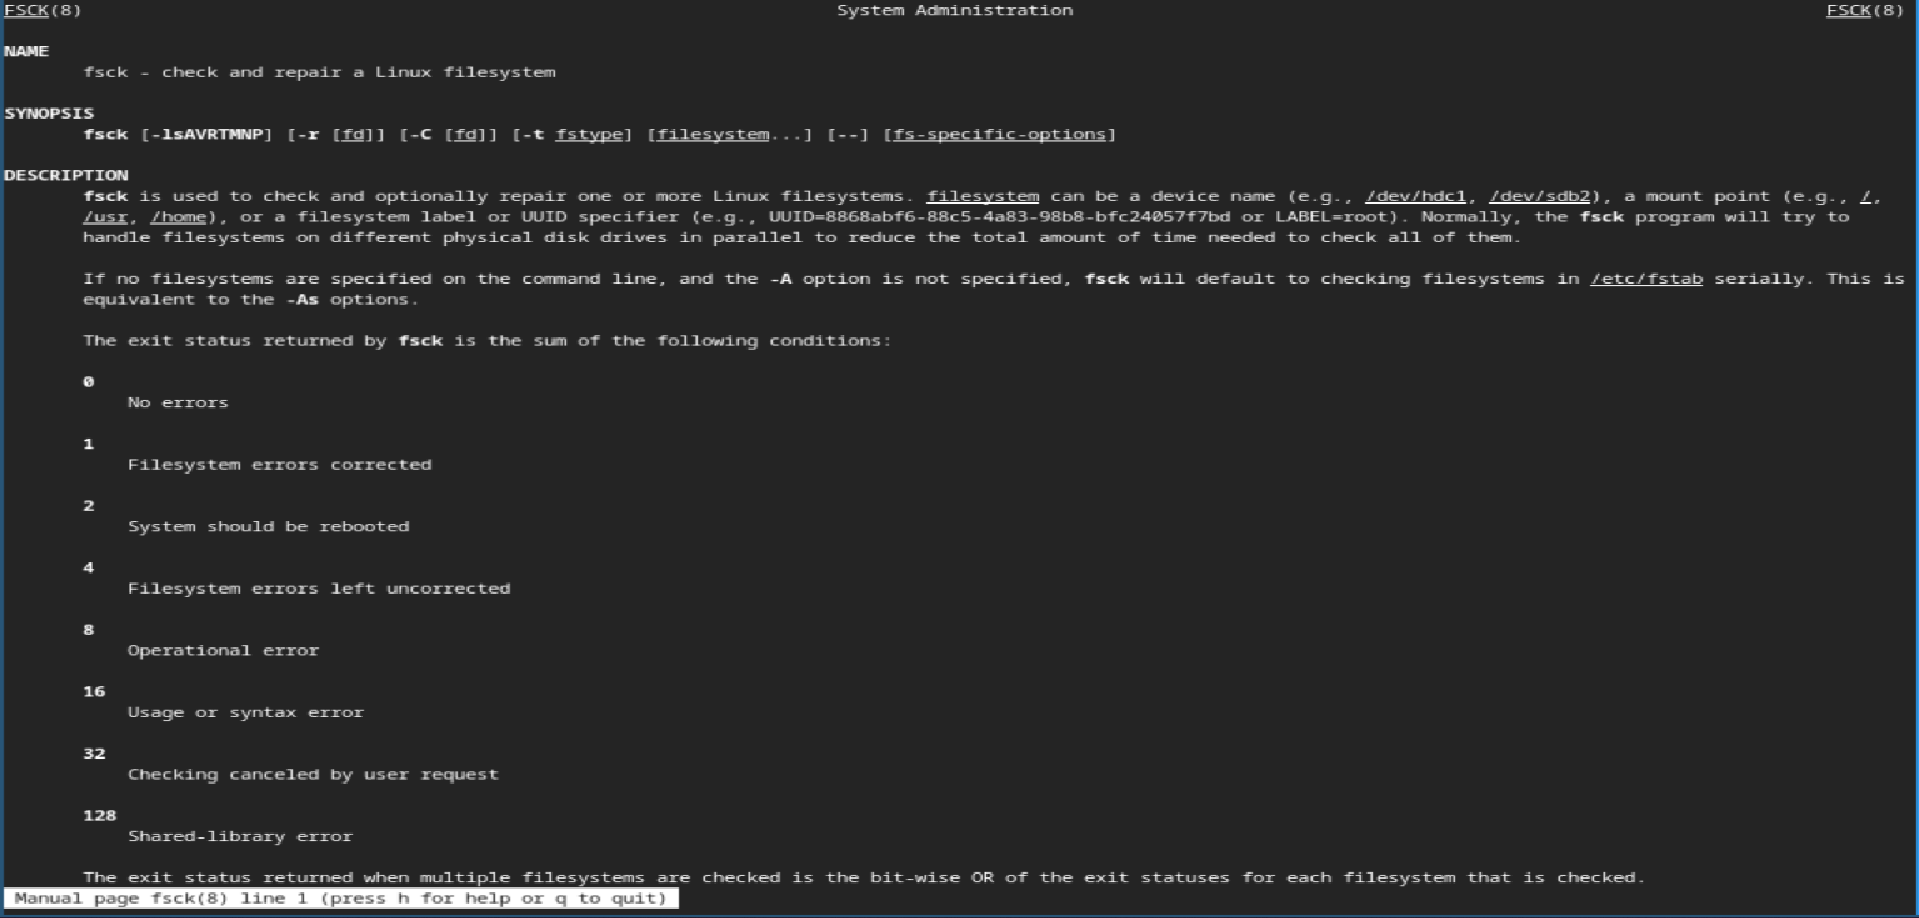 FSCK(8) System Administration FSCK(8)
NAME
fsck - check and repair a Linux filesystem
SYNOPSIS
fsck [-lsAVRTMNP] [-r [fd]] [-C [fd]] [-t fstype] [filesystem...] [--] [fs-specific-options]
DESCRIPTION
fsck is used to check and optionally repair one or more Linux filesystems. filesystem can be a device name (e.g., /dev/hdc1, /dev/sdb2), a mount point (e.g., /,
/usr, /home), or a filesystem label or UUID specifier (e.g., UUID=8868abf6-88c5-4a83-98b8-bfc24057f7bd or LABEL=root). Normally, the fsck program will try to
handle filesystems on different physical disk drives in parallel to reduce the total amount of time needed to check all of them.
If no filesystems are specified on the command line, and the -A option is not specified, fsck will default to checking filesystems in /etc/fstab serially. This is
equivalent to the -As options.
The exit status returned by fsck is the sum of the following conditions:
0
No errors
1
Filesystem errors corrected
2
System should be rebooted
4
Filesystem errors left uncorrected
8
Operational error
16
Usage or syntax error
32
Checking canceled by user request
128
Shared-library error
The exit status returned when multiple filesystems are checked is the bit-wise OR of the exit statuses for each filesystem that is checked.
Manual page fsck(8) line 1 (press h for help or q to quit)